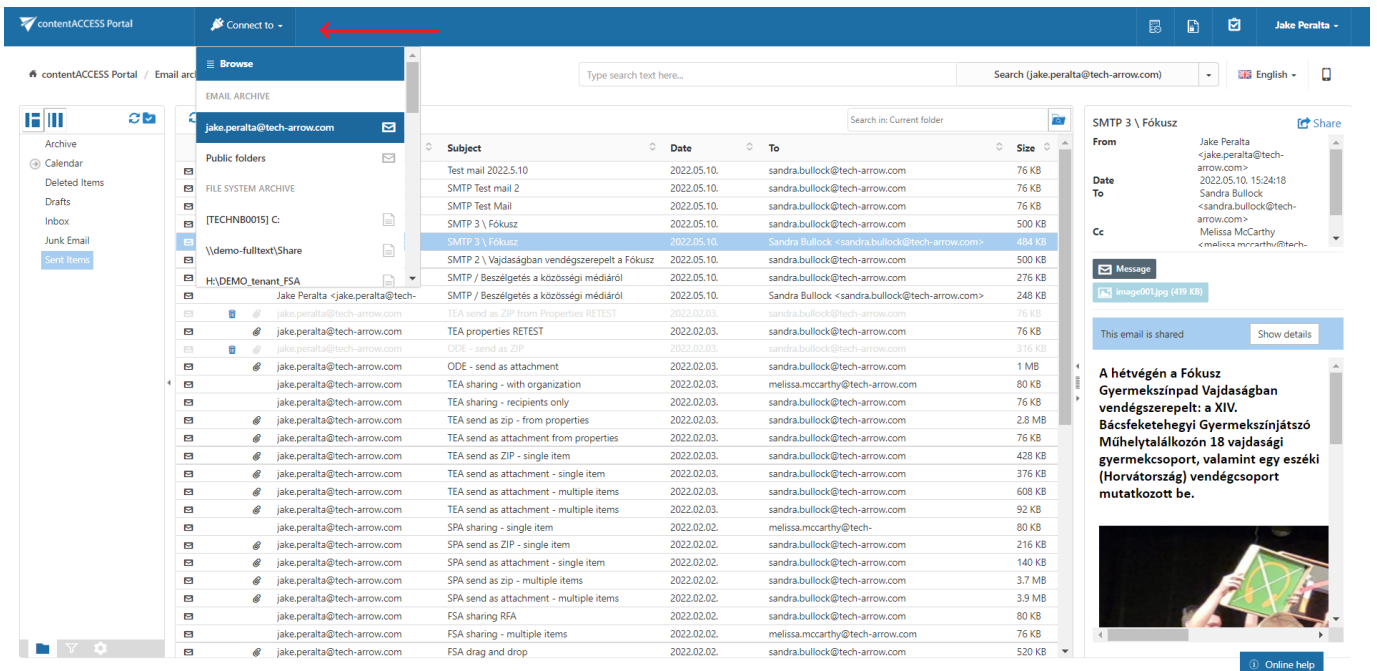 contentACCESS Portal
Connect to
Jake Peralta
contentACCESS Portal / Email arc
Type search text here...
Search (jake.peralta@tech-arrow.com)
English
Browse
EMAIL ARCHIVE
jake.peralta@tech-arrow.com
Public folders
FILE SYSTEM ARCHIVE
[TECHNB0015] C:
\\demo-fulltext\Share
H:\DEMO_tenant_FSA
Archive
Calendar
Deleted Items
Drafts
Inbox
Junk Email
Sent Items
Search in: Current folder
Subject Date To Size
Test mail 2022.5.10 2022.05.10. sandra.bullock@tech-arrow.com 76 KB
SMTP Test mail 2 2022.05.10. sandra.bullock@tech-arrow.com 76 KB
SMTP Test Mail 2022.05.10. sandra.bullock@tech-arrow.com 76 KB
SMTP 3 \ Fókusz 2022.05.10. sandra.bullock@tech-arrow.com 500 KB
SMTP 3 \ Fókusz 2022.05.10. Sandra Bullock <sandra.bullock@tech-arrow.com> 484 KB
SMTP 2 \ Vajdaságban vendégszerepelt a Fókusz 2022.05.10. sandra.bullock@tech-arrow.com 500 KB
SMTP / Beszélgetés a közösségi médiáról 2022.05.10. sandra.bullock@tech-arrow.com 276 KB
Jake Peralta <jake.peralta@tech- SMTP / Beszélgetés a közösségi médiáról 2022.05.10. Sandra Bullock <sandra.bullock@tech-arrow.com> 248 KB
jake.peralta@tech-arrow.com TEA send as ZIP from Properties RETEST 2022.02.03. sandra.bullock@tech-arrow.com 76 KB
jake.peralta@tech-arrow.com TEA properties RETEST 2022.02.03. sandra.bullock@tech-arrow.com 76 KB
jake.peralta@tech-arrow.com ODE - send as ZIP 2022.02.03. sandra.bullock@tech-arrow.com 316 KB
jake.peralta@tech-arrow.com ODE - send as attachment 2022.02.03. sandra.bullock@tech-arrow.com 1 MB
jake.peralta@tech-arrow.com TEA sharing - with organization 2022.02.03. melissa.mccarthy@tech-arrow.com 80 KB
jake.peralta@tech-arrow.com TEA sharing - recipients only 2022.02.03. sandra.bullock@tech-arrow.com 76 KB
jake.peralta@tech-arrow.com TEA send as zip - from properties 2022.02.03. sandra.bullock@tech-arrow.com 2.8 MB
jake.peralta@tech-arrow.com TEA send as attachment from properties 2022.02.03. sandra.bullock@tech-arrow.com 76 KB
jake.peralta@tech-arrow.com TEA send as ZIP - single item 2022.02.03. sandra.bullock@tech-arrow.com 428 KB
jake.peralta@tech-arrow.com TEA send as attachment - single item 2022.02.03. sandra.bullock@tech-arrow.com 376 KB
jake.peralta@tech-arrow.com TEA send as attachment - multiple items 2022.02.03. sandra.bullock@tech-arrow.com 608 KB
jake.peralta@tech-arrow.com TEA send as attachment - multiple items 2022.02.03. sandra.bullock@tech-arrow.com 92 KB
jake.peralta@tech-arrow.com SPA sharing - single item 2022.02.02. melissa.mccarthy@tech- 80 KB
jake.peralta@tech-arrow.com SPA send as ZIP - single item 2022.02.02. sandra.bullock@tech-arrow.com 216 KB
jake.peralta@tech-arrow.com SPA send as attachment - single item 2022.02.02. sandra.bullock@tech-arrow.com 140 KB
jake.peralta@tech-arrow.com SPA send as zip - multiple items 2022.02.02. sandra.bullock@tech-arrow.com 3.7 MB
jake.peralta@tech-arrow.com SPA send as attachment - multiple items 2022.02.02. sandra.bullock@tech-arrow.com 3.9 MB
jake.peralta@tech-arrow.com FSA sharing RFA 2022.02.02. sandra.bullock@tech-arrow.com 80 KB
jake.peralta@tech-arrow.com FSA sharing - multiple items 2022.02.02. melissa.mccarthy@tech-arrow.com 76 KB
jake.peralta@tech-arrow.com FSA drag and drop 2022.02.02. sandra.bullock@tech-arrow.com 520 KB
SMTP 3 \ Fókusz Share
From Jake Peralta
<jake.peralta@tech-
arrow.com>
Date 2022.05.10. 15:24:18
To Sandra Bullock
<sandra.bullock@tech-
arrow.com>
Cc Melissa McCarthy
<melissa.mccarthy@tech-
Message
image001.jpg (419 KB)
This email is shared Show details
A hétvégén a Fókusz
Gyermekszínpad Vajdaságban
vendégszerepelt: a XIV.
Bácsfeketehegyi Gyermekszínjátszó
Műhelytalálkozón 18 vajdasági
gyermekcsoport, valamint egy eszéki
(Horvátország) vendégcsoport
mutatkozott be.
Online help